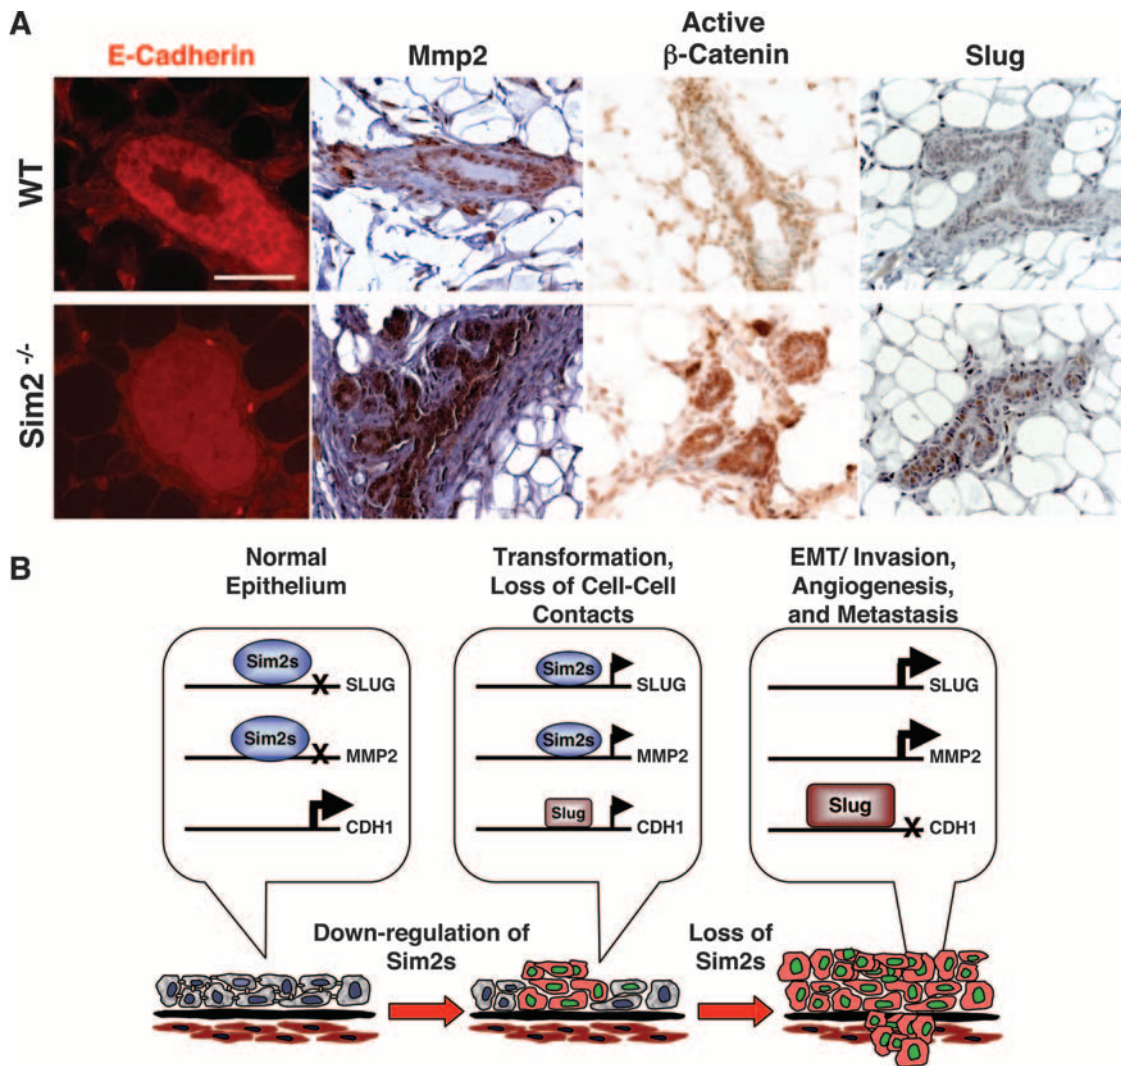 A
E-Cadherin
Mmp2
Active
β-Catenin
Slug
WT
Sim2 -/-
B
Normal
Epithelium
Transformation,
Loss of Cell-Cell
Contacts
EMT/ Invasion,
Angiogenesis,
and Metastasis
Sim2s
X
SLUG
Sim2s
X
MMP2
CDH1
Sim2s
SLUG
Sim2s
MMP2
Slug
CDH1
SLUG
MMP2
Slug
X
CDH1
Down-regulation of
Sim2s
Loss of
Sim2s